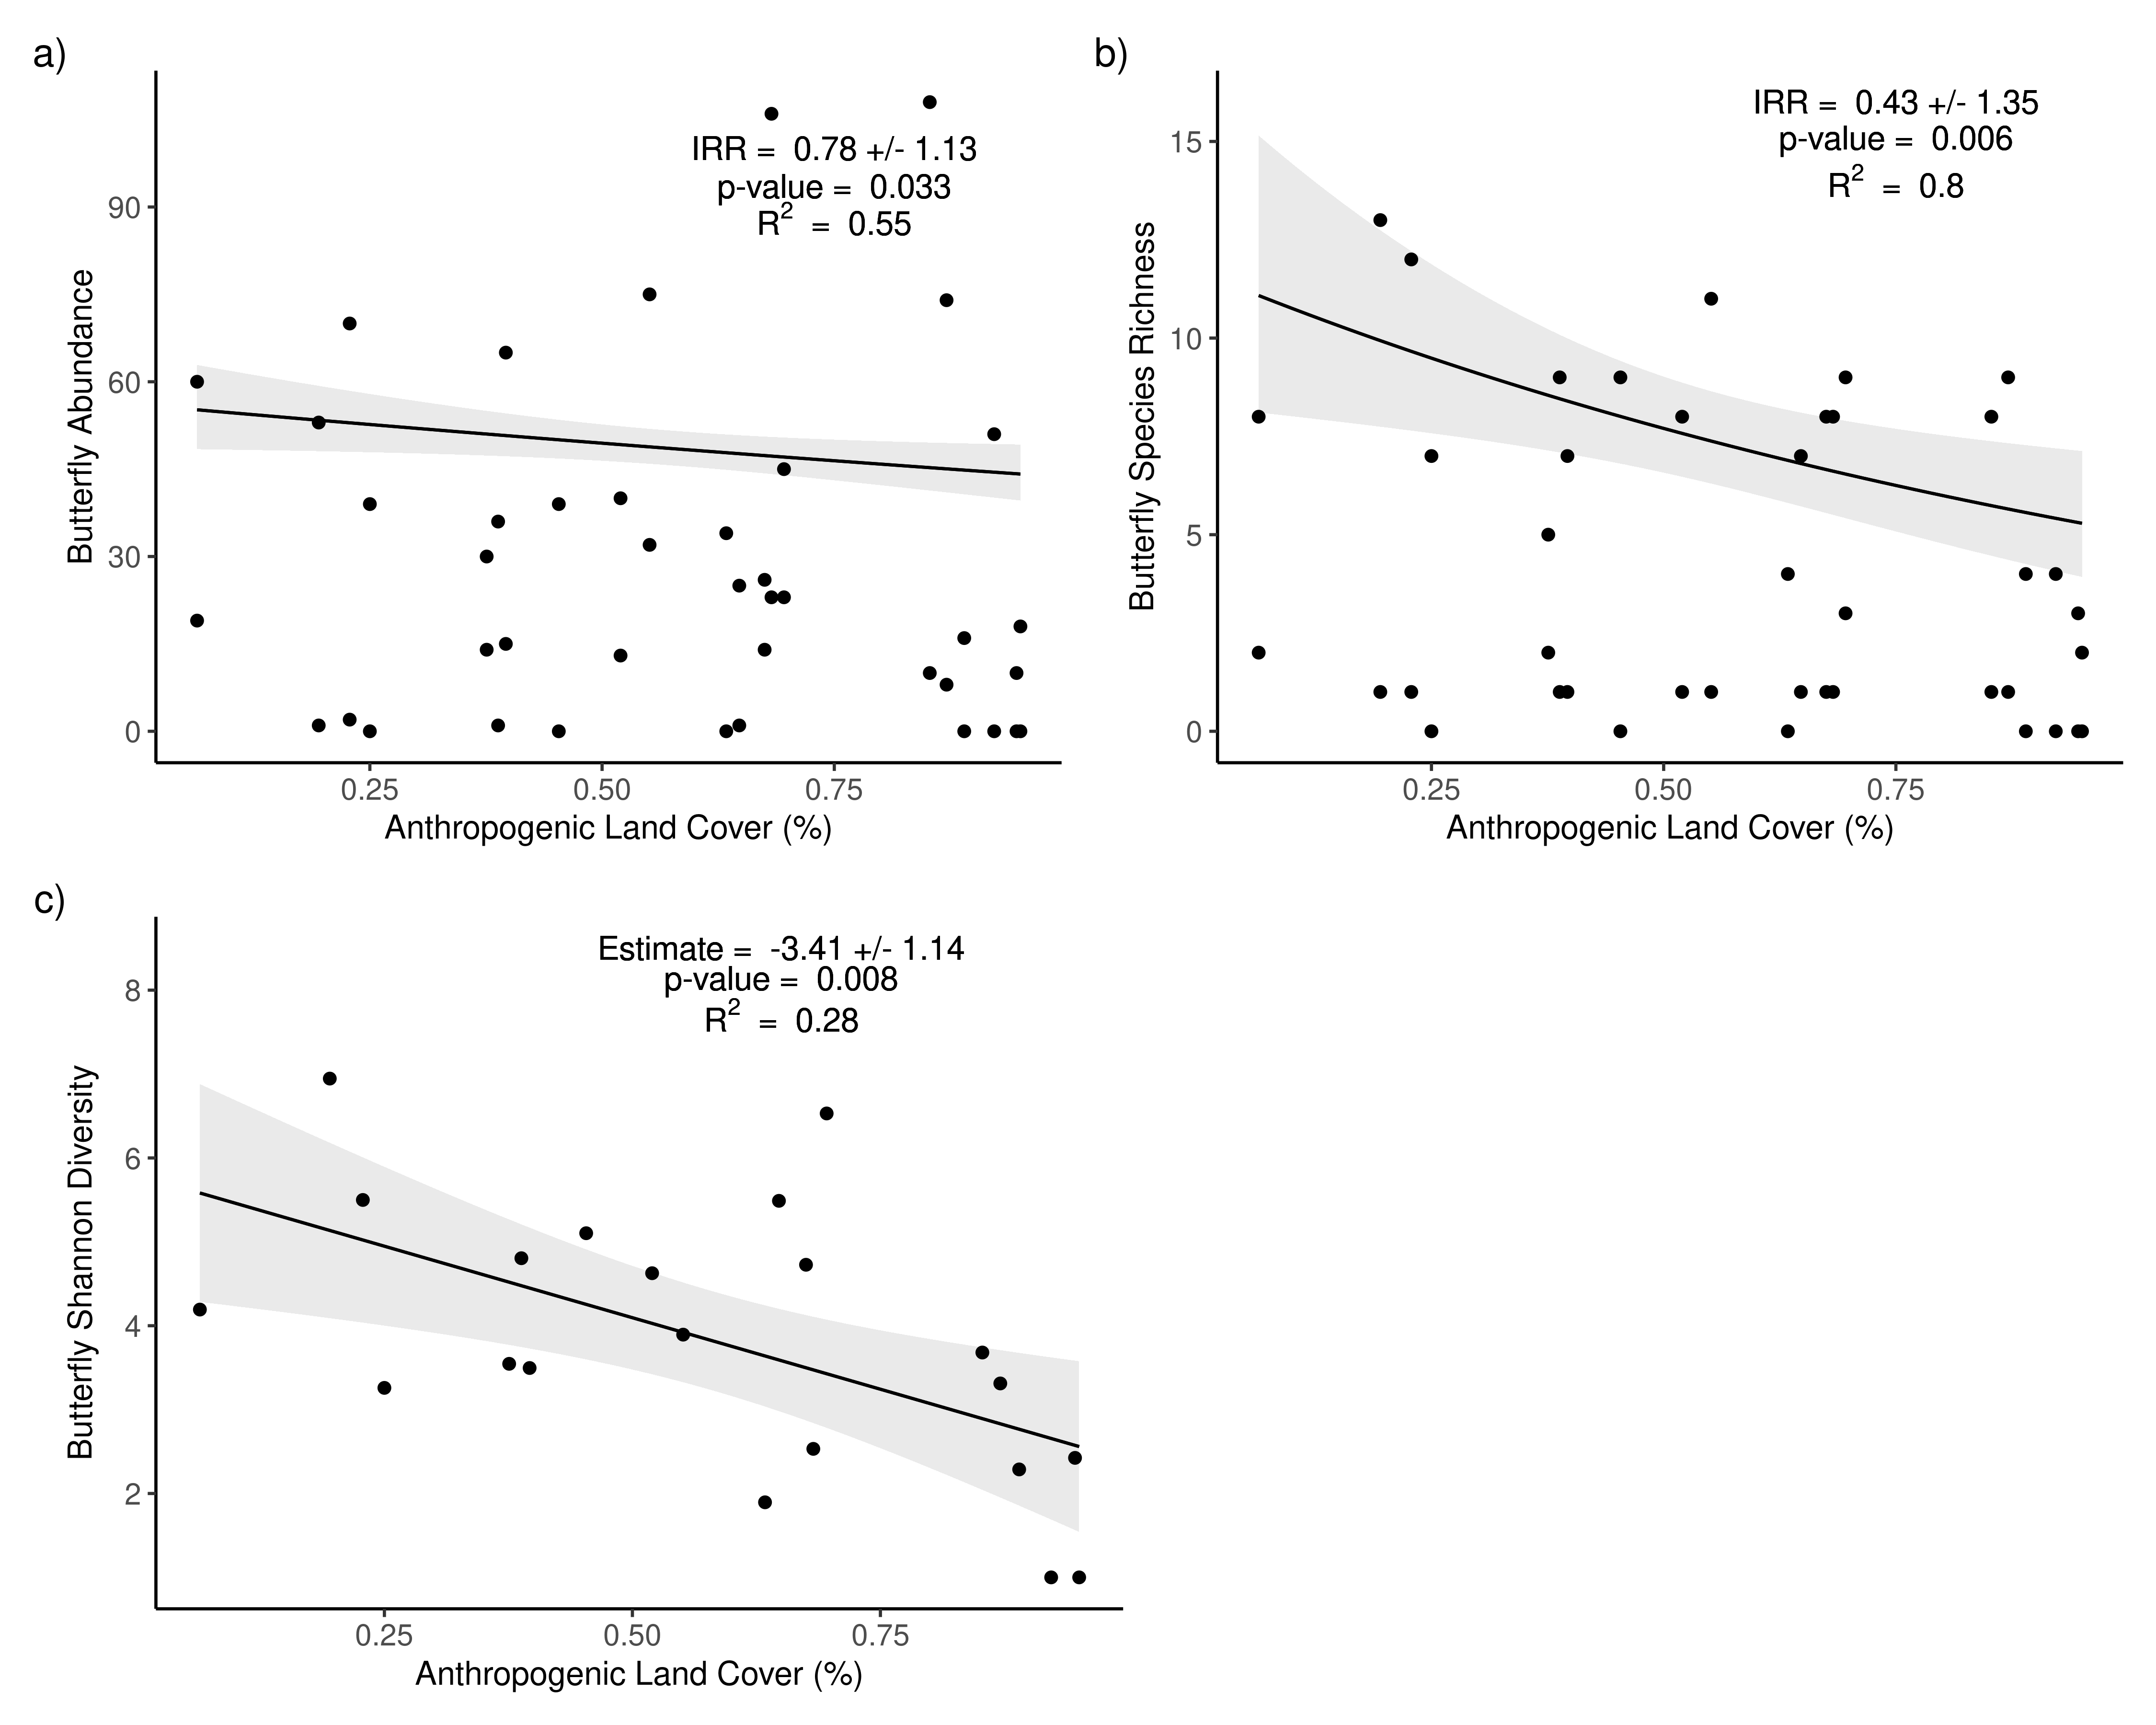 a)
IRR = 0.78 +/- 1.13
p-value = 0.033
R² = 0.55
90
60
30
0
Butterfly Abundance
0.25 0.50 0.75
Anthropogenic Land Cover (%)
b)
IRR = 0.43 +/- 1.35
p-value = 0.006
R² = 0.8
15
10
5
0
Butterfly Species Richness
0.25 0.50 0.75
Anthropogenic Land Cover (%)
c)
Estimate = -3.41 +/- 1.14
p-value = 0.008
R² = 0.28
8
6
4
2
Butterfly Shannon Diversity
0.25 0.50 0.75
Anthropogenic Land Cover (%)